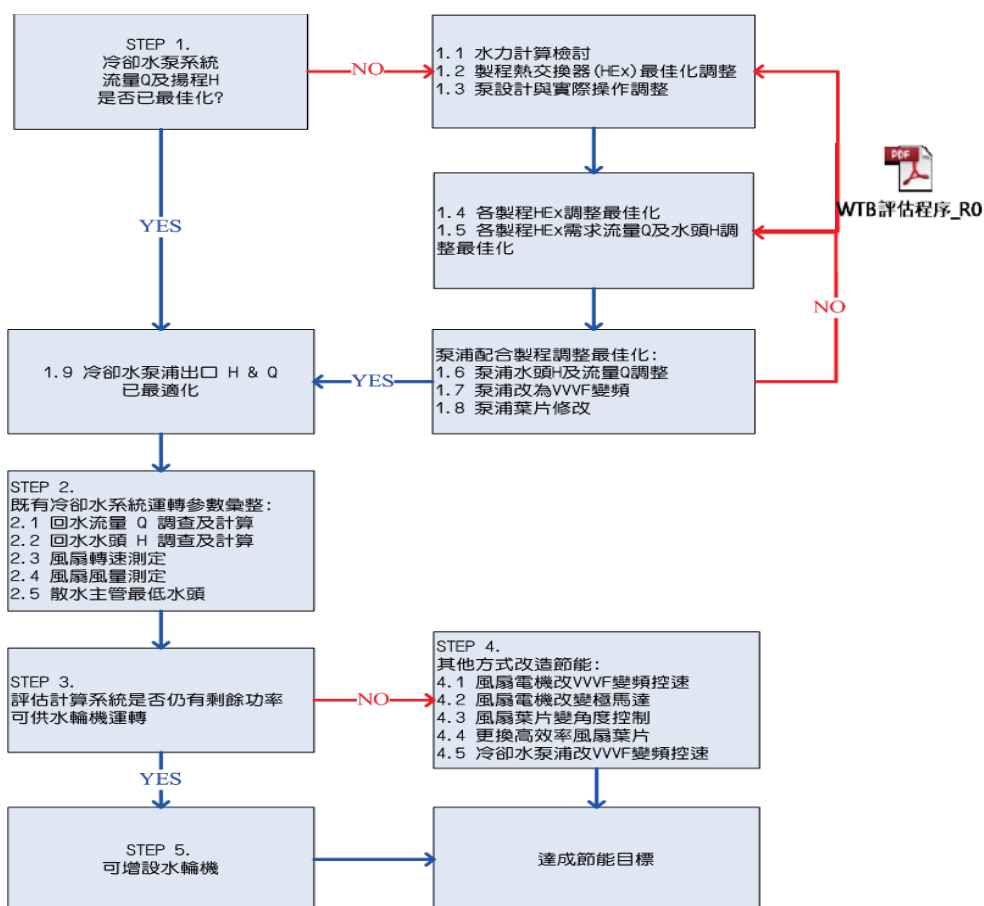 STEP 1.
冷卻水泵系統
流量Q及揚程H
是否已最佳化?
NO
1.1 水力計算檢討
1.2 製程熱交換器(HEx)最佳化調整
1.3 泵設計與實際操作調整
PDF
WTB評估程序_R0
YES
1.4 各製程HEx調整最佳化
1.5 各製程HEx需求流量Q及水頭H調
整最佳化
NO
1.9 冷卻水泵浦出口 H & Q
已最適化
YES
泵浦配合製程調整最佳化:
1.6 泵浦水頭H及流量Q調整
1.7 泵浦改為VVVF變頻
1.8 泵浦葉片修改
STEP 2.
既有冷卻水系統運轉參數彙整:
2.1 回水流量 Q 調查及計算
2.2 回水水頭 H 調查及計算
2.3 風扇轉速測定
2.4 風扇風量測定
2.5 散水主管最低水頭
STEP 3.
評估計算系統是否仍有剩餘功率
可供水輪機運轉
NO
STEP 4.
其他方式改造節能:
4.1 風扇電機改VVVF變頻控速
4.2 風扇電機改變極馬達
4.3 風扇葉片變角度控制
4.4 更換高效率風扇葉片
4.5 冷卻水泵浦改VVVF變頻控速
YES
STEP 5.
可增設水輪機
達成節能目標